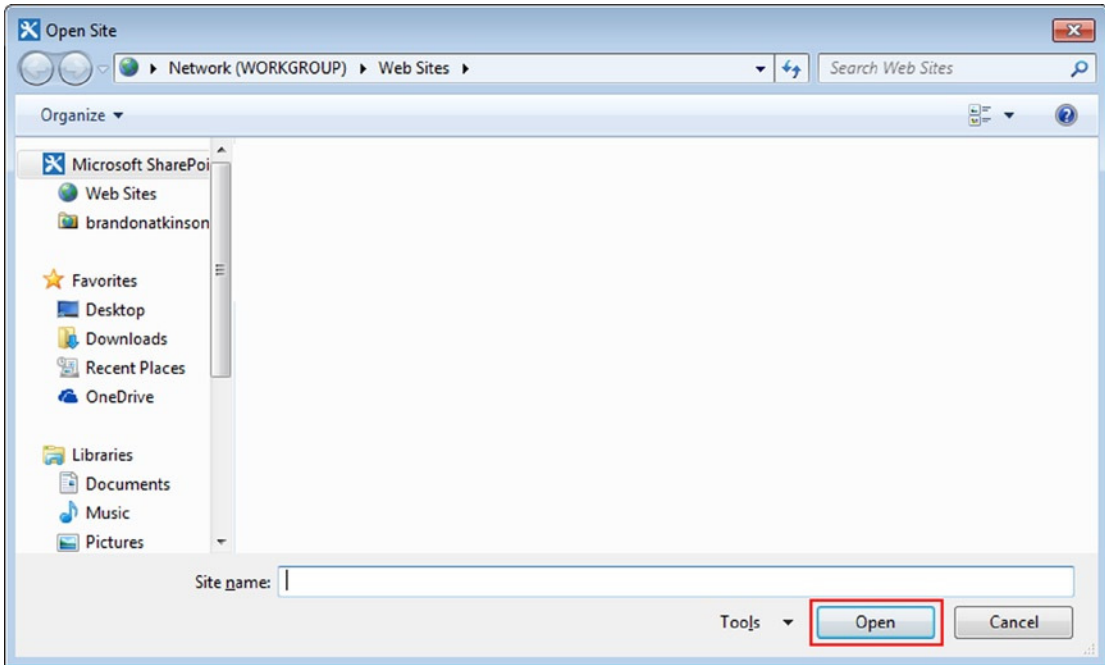 Open Site
Network (WORKGROUP) Web Sites
Search Web Sites
Organize
Microsoft SharePoi
Web Sites
brandonatkinson
Favorites
Desktop
Downloads
Recent Places
OneDrive
Libraries
Documents
Music
Pictures
Site name:
Tools
Open
Cancel